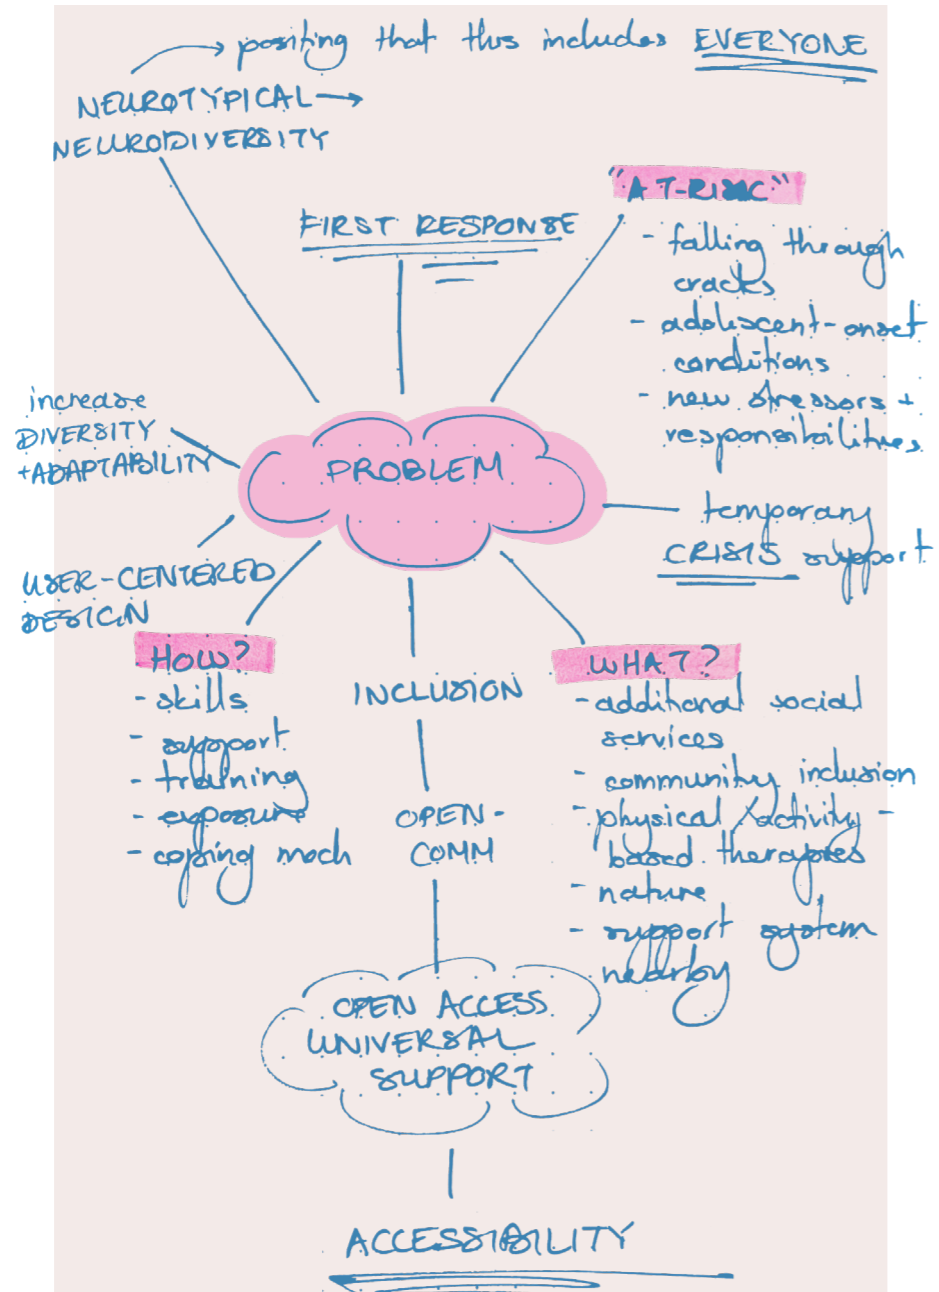 positing that this includes EVERYONE
NEUROTYPICAL →
NEURODIVERSITY
FIRST RESPONSE
"AT-RISK"
- falling through
cracks
- adolescent-onset
conditions
- new stressors +
responsibilities
increase
DIVERSITY
+ADAPTABILITY
PROBLEM
temporary
CRISIS support
USER-CENTERED
DESIGN
HOW?
- skills
- support
- training
- exposure
- coping mech
INCLUSION
OPEN-
COMM
WHAT?
- additional social
services
- community inclusion
- physical/activity-
based therapies
- nature
- support system
nearby
OPEN ACCESS
UNIVERSAL
SUPPORT
ACCESSIBILITY